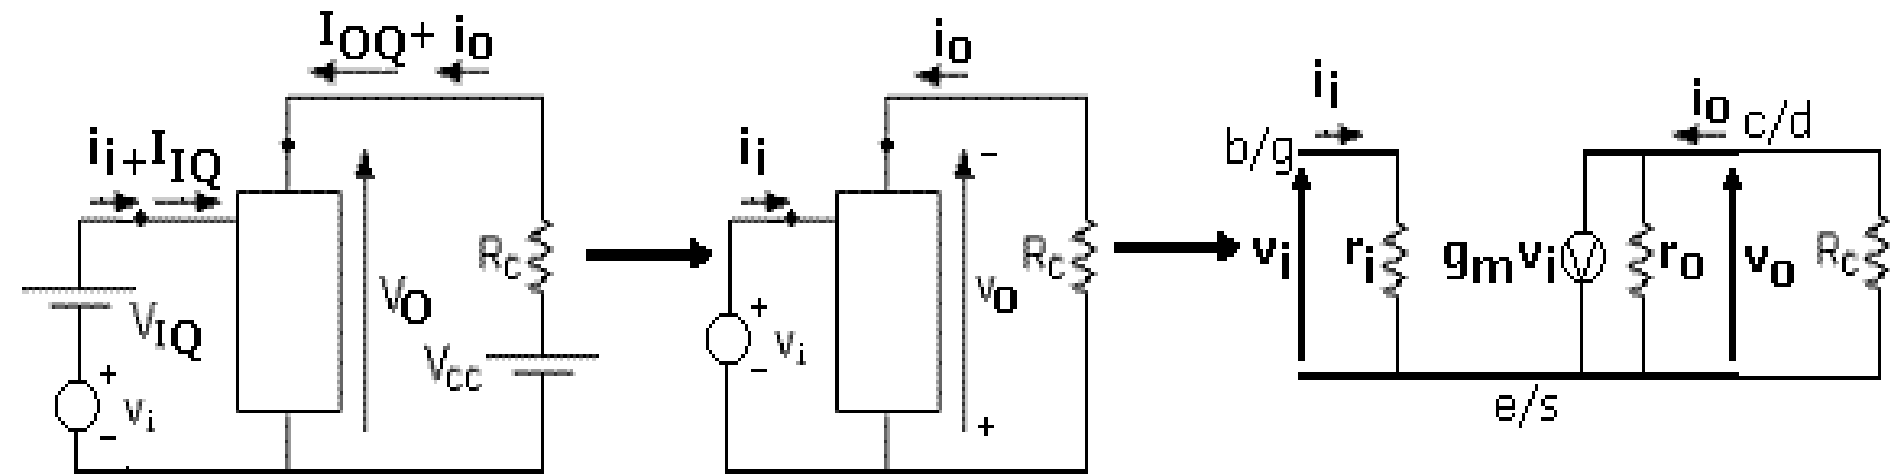 I_OQ + i_o
i_i + I_IQ
R_C
V_O
V_IQ
V_CC
+
v_i
-
i_o
i_i
-
R_C
v_o
+
v_i
-
+
i_i
i_o c/d
b/g
v_i r_i g_m v_i r_o v_o R_C
e/s